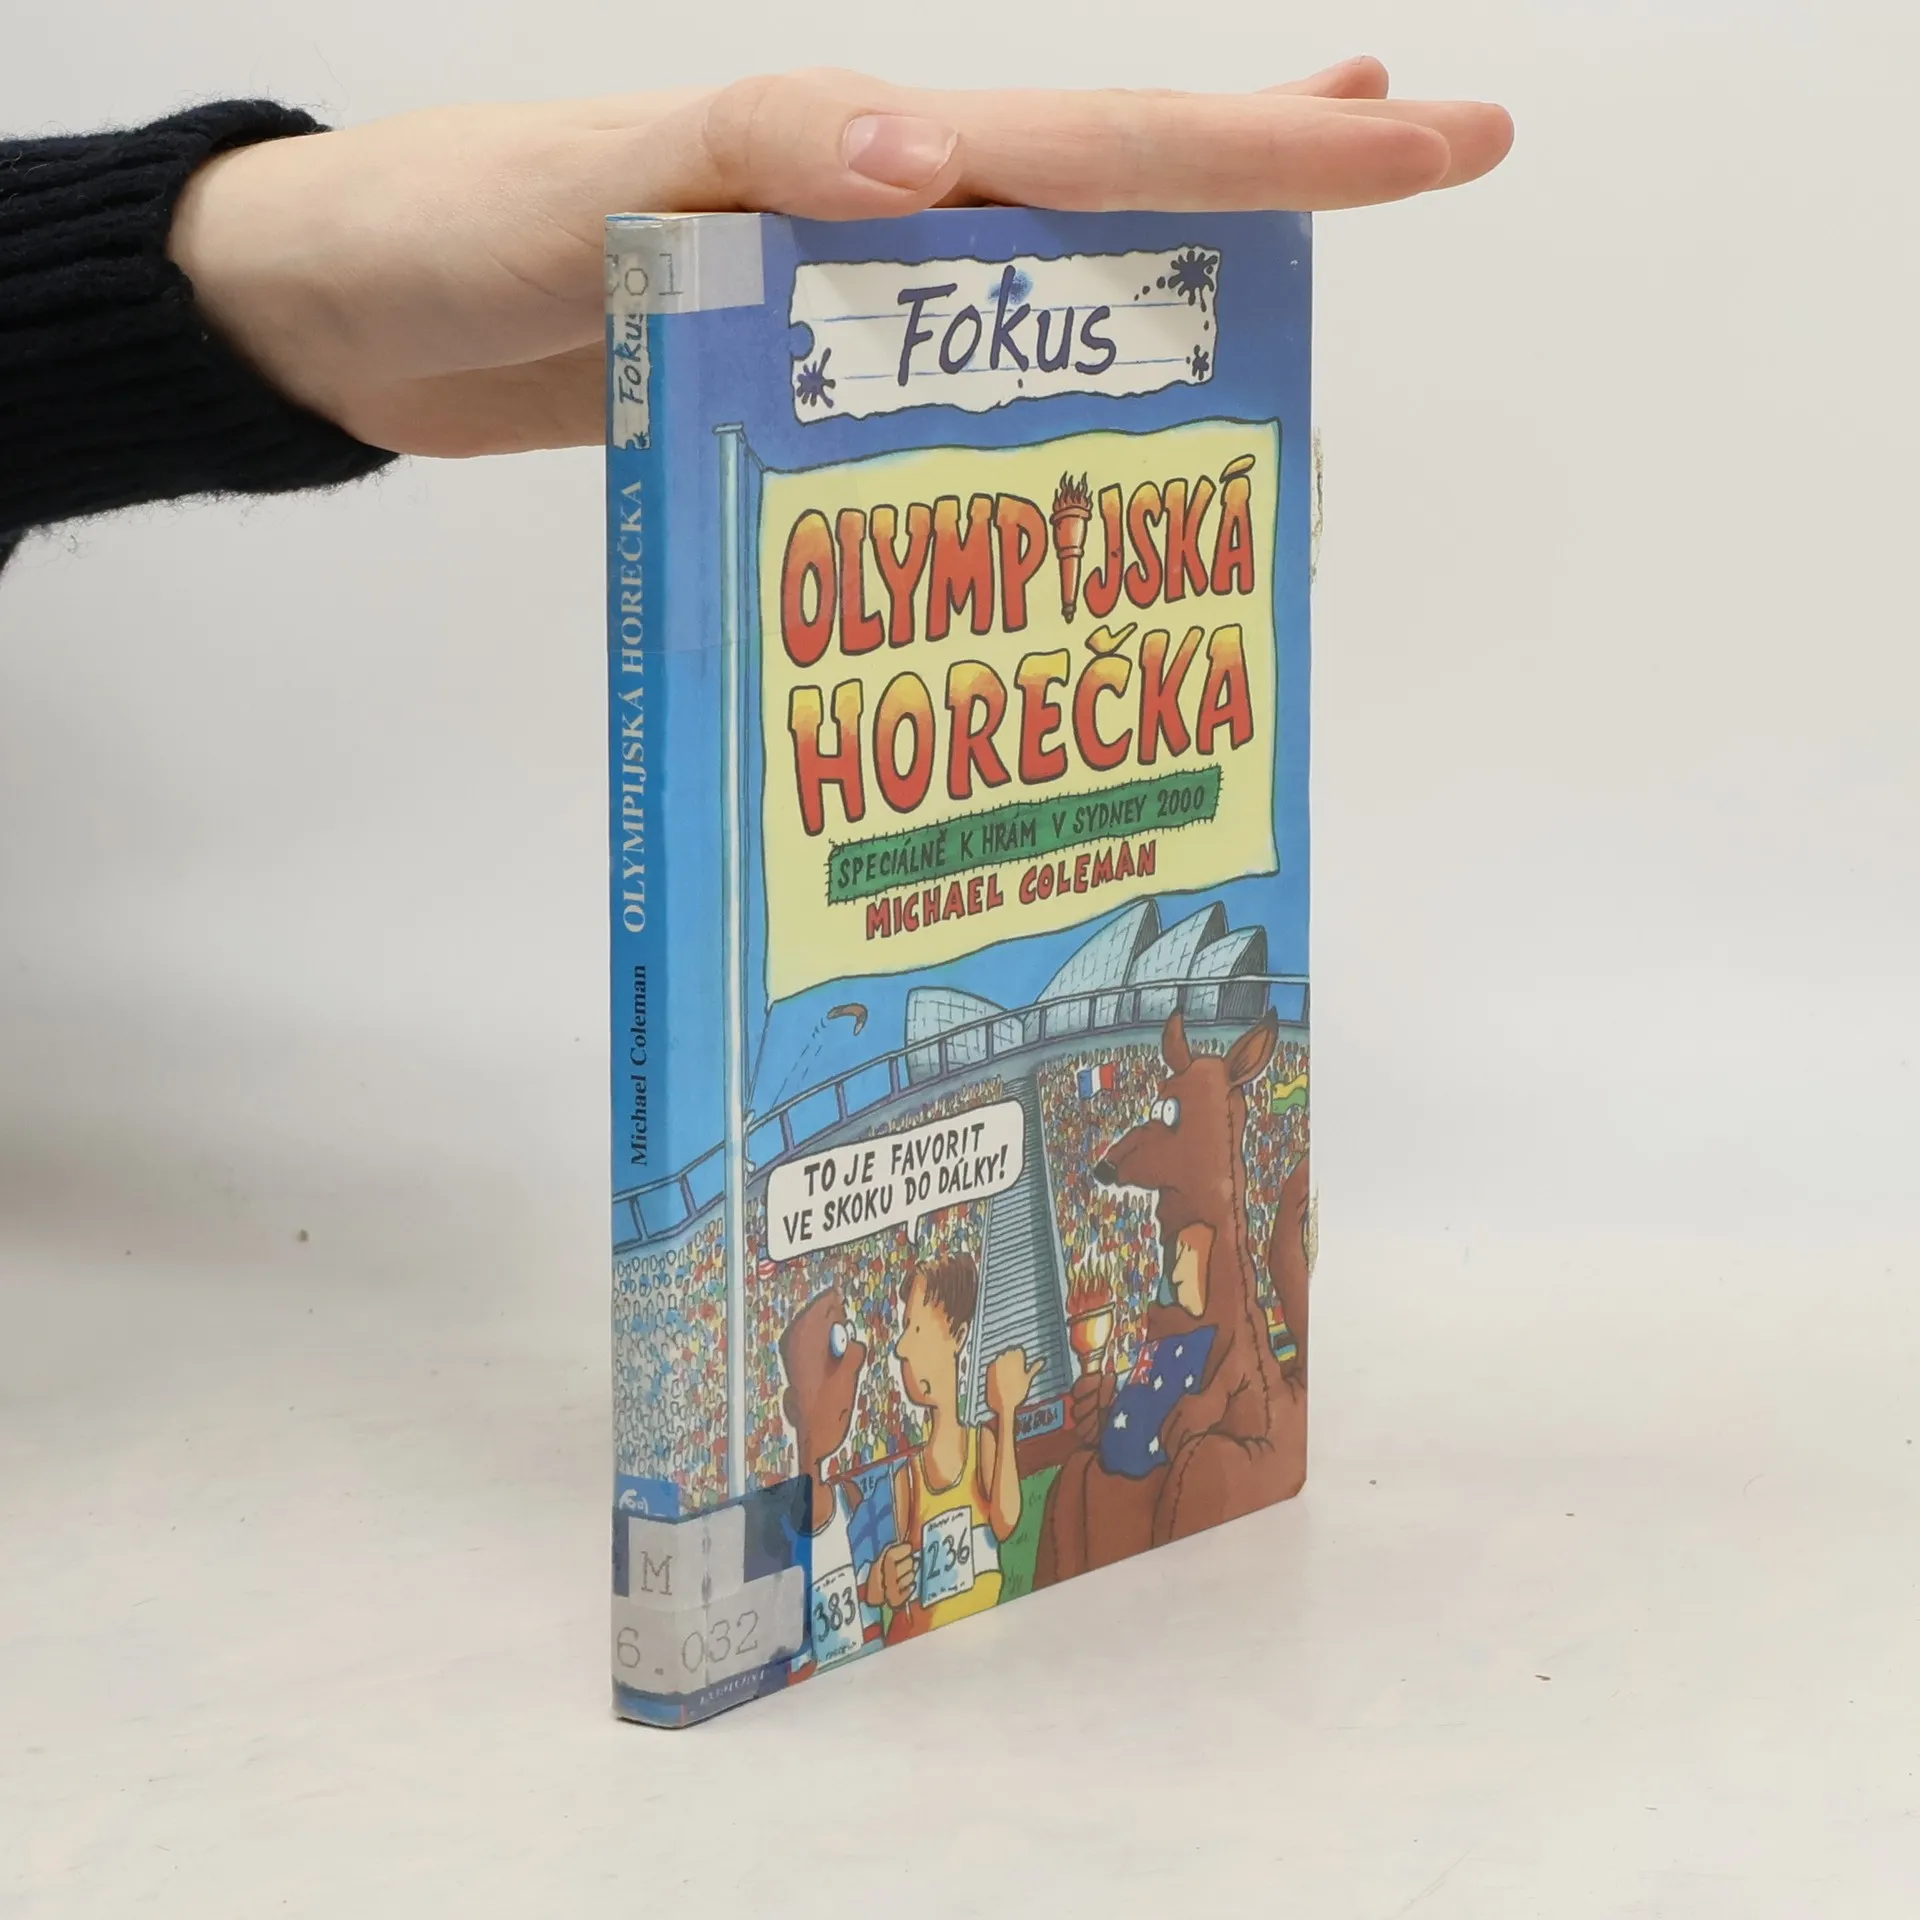 Fokus
OLYMPIJSKÁ
HOREČKA
SPECIÁLNĚ K HRÁM V SYDNEY 2000
MICHAEL COLEMAN
TO JE FAVORIT
VE SKOKU DO DÁLKY!
236
383
Col
Fokus
OLYMPIJSKÁ HOREČKA
Michael Coleman
M
6.032